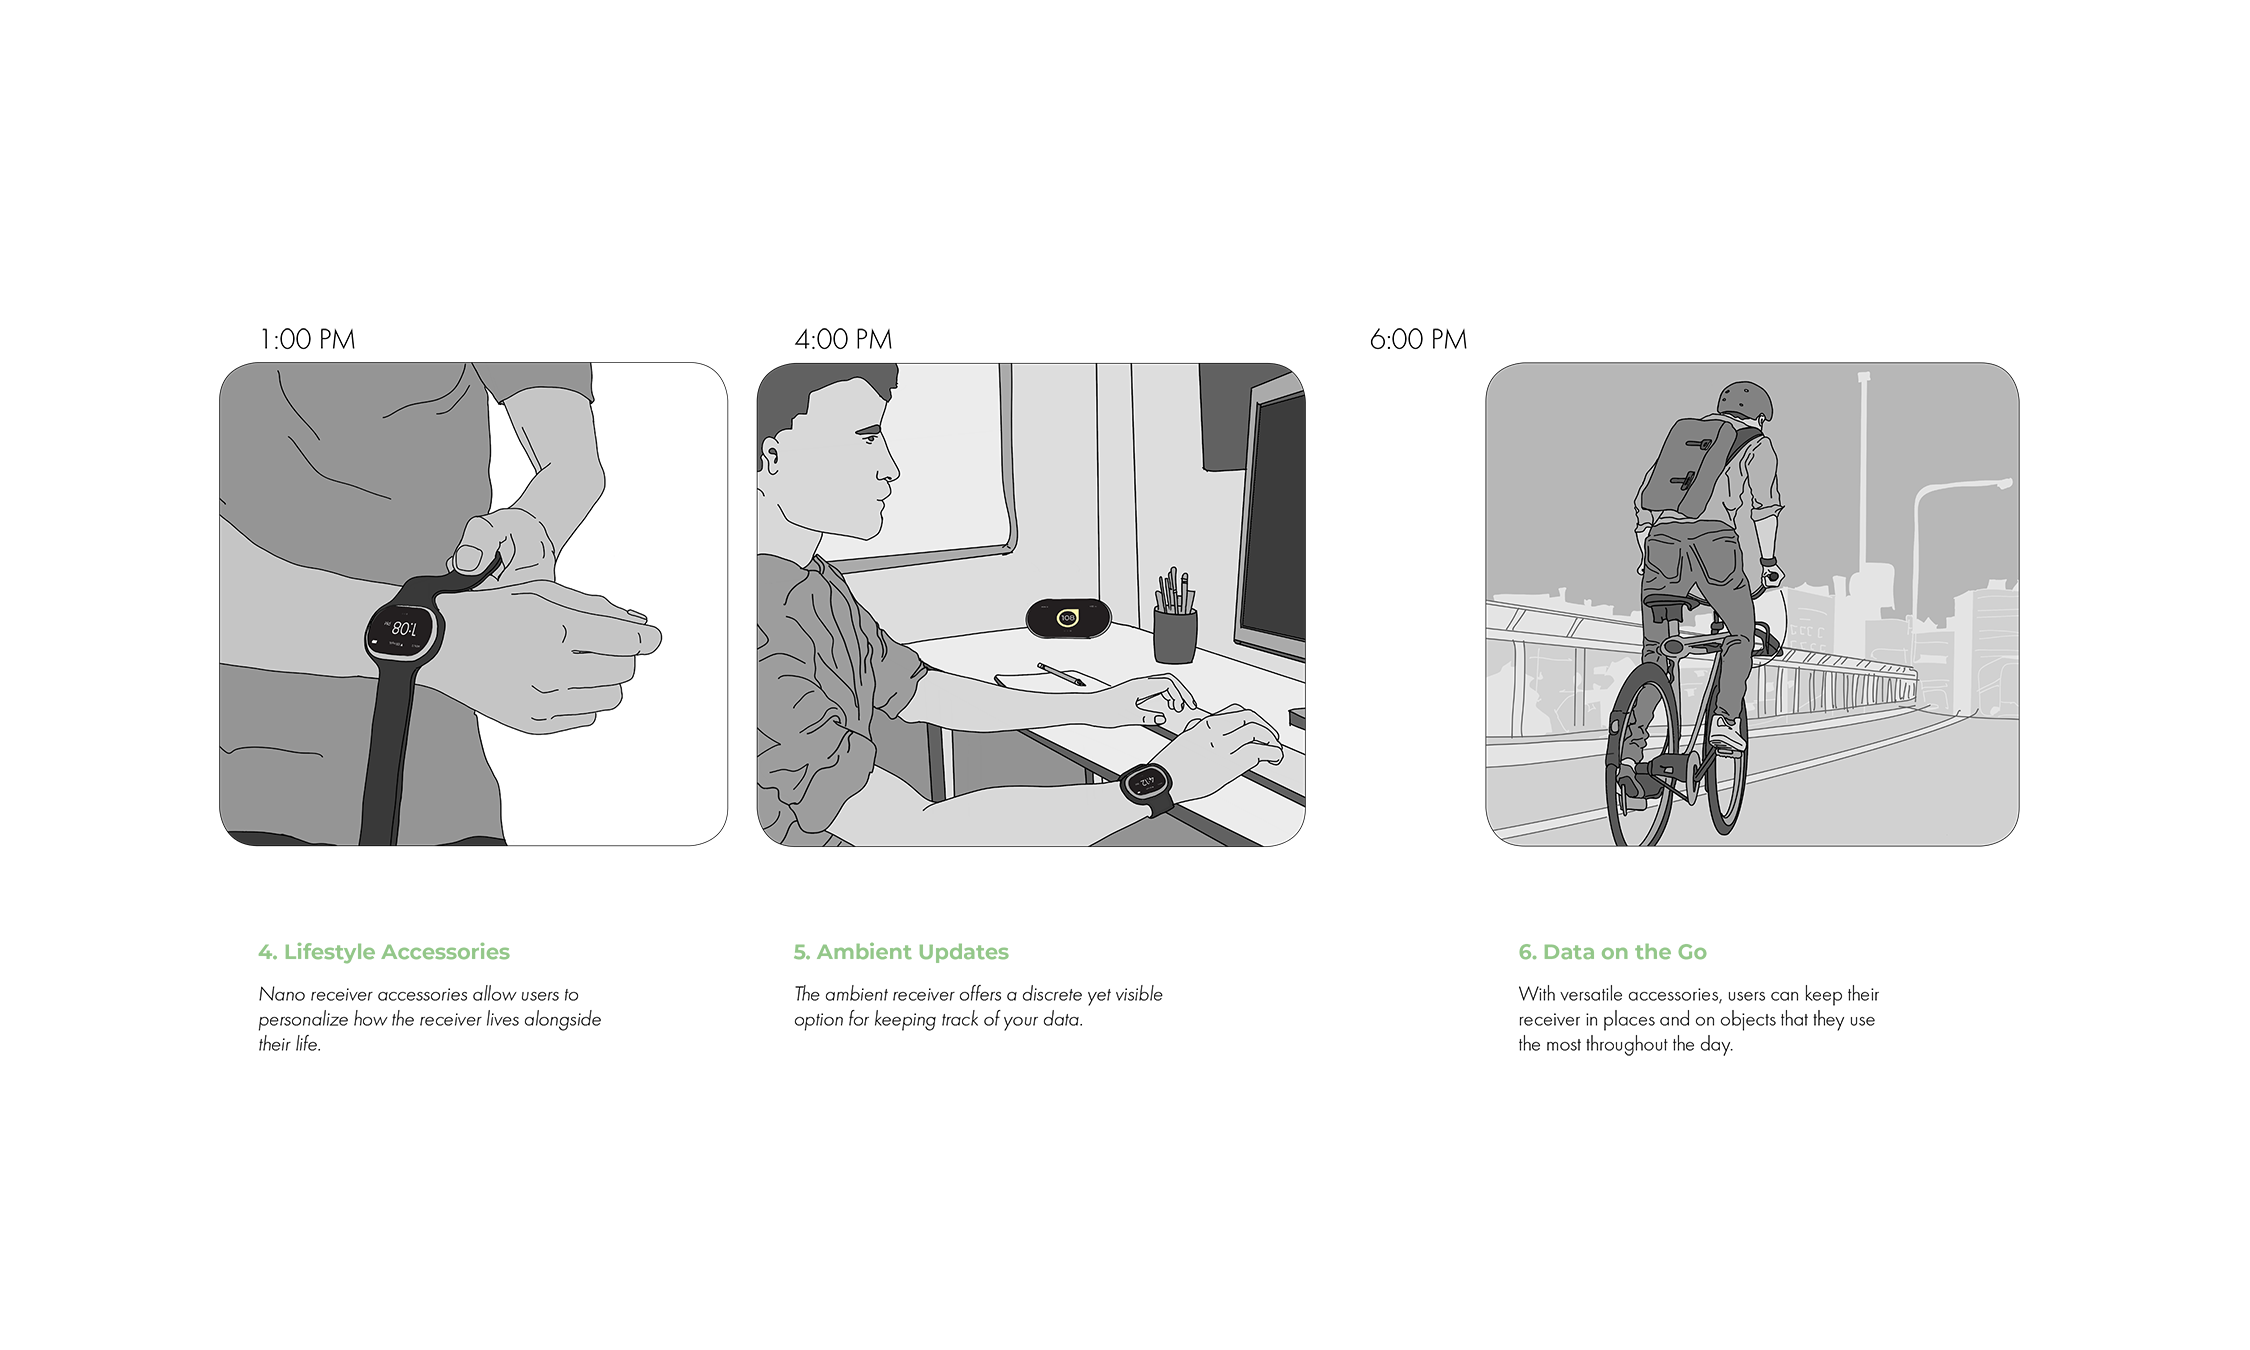 1:00 PM
4:00 PM
6:00 PM
1:08
PM
108
4:32
4. Lifestyle Accessories
Nano receiver accessories allow users to
personalize how the receiver lives alongside
their life.
5. Ambient Updates
The ambient receiver offers a discrete yet visible
option for keeping track of your data.
6. Data on the Go
With versatile accessories, users can keep their
receiver in places and on objects that they use
the most throughout the day.